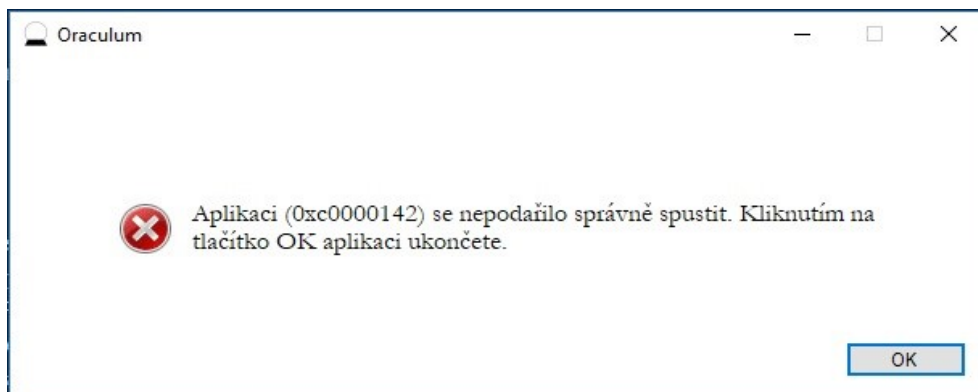 Oraculum
Aplikaci (0xc0000142) se nepodařilo správně spustit. Kliknutím na
tlačítko OK aplikaci ukončete.
OK